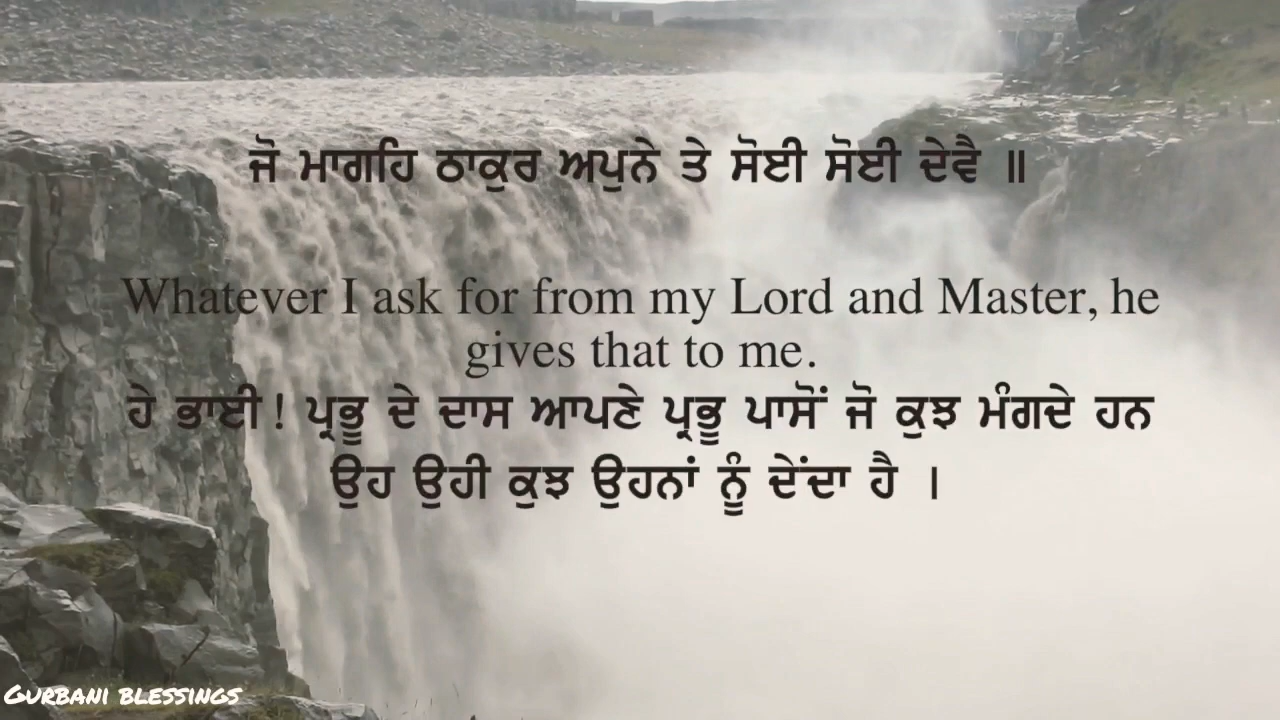 ਜੋ ਮਾਗਹਿ ਠਾਕੁਰ ਅਪੁਨੇ ਤੇ ਸੋਈ ਸੋਈ ਦੇਵੈ ॥
Whatever I ask for from my Lord and Master, he
gives that to me.
ਹੇ ਭਾਈ! ਪ੍ਰਭੂ ਦੇ ਦਾਸ ਆਪਣੇ ਪ੍ਰਭੂ ਪਾਸੋਂ ਜੋ ਕੁਝ ਮੰਗਦੇ ਹਨ
ਉਹ ਉਹੀ ਕੁਝ ਉਹਨਾਂ ਨੂੰ ਦੇਂਦਾ ਹੈ ।
Gurbani blessings